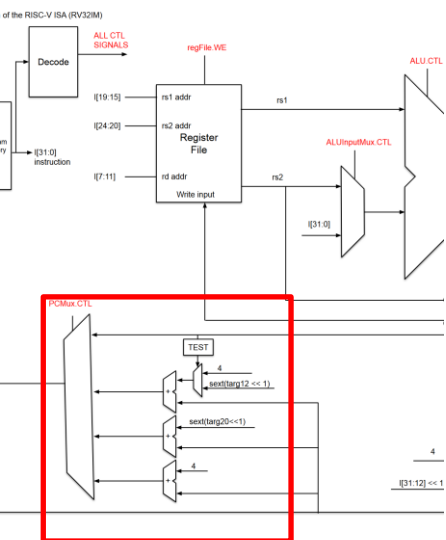 of the RISC-V ISA (RV32IM)
ALL CTL
SIGNALS
Decode
regFile.WE
ALU.CTL
I[19:15]
rs1 addr
rs1
I[24:20]
rs2 addr
Register
File
ALUInputMux.CTL
I[31:0]
instruction
I[7:11]
rd addr
rs2
Write input
I[31:0]
PCMux.CTL
TEST
4
sext(targ12 << 1)
+
sext(targ20<<1)
+
4
+
4
I[31:12] << 1